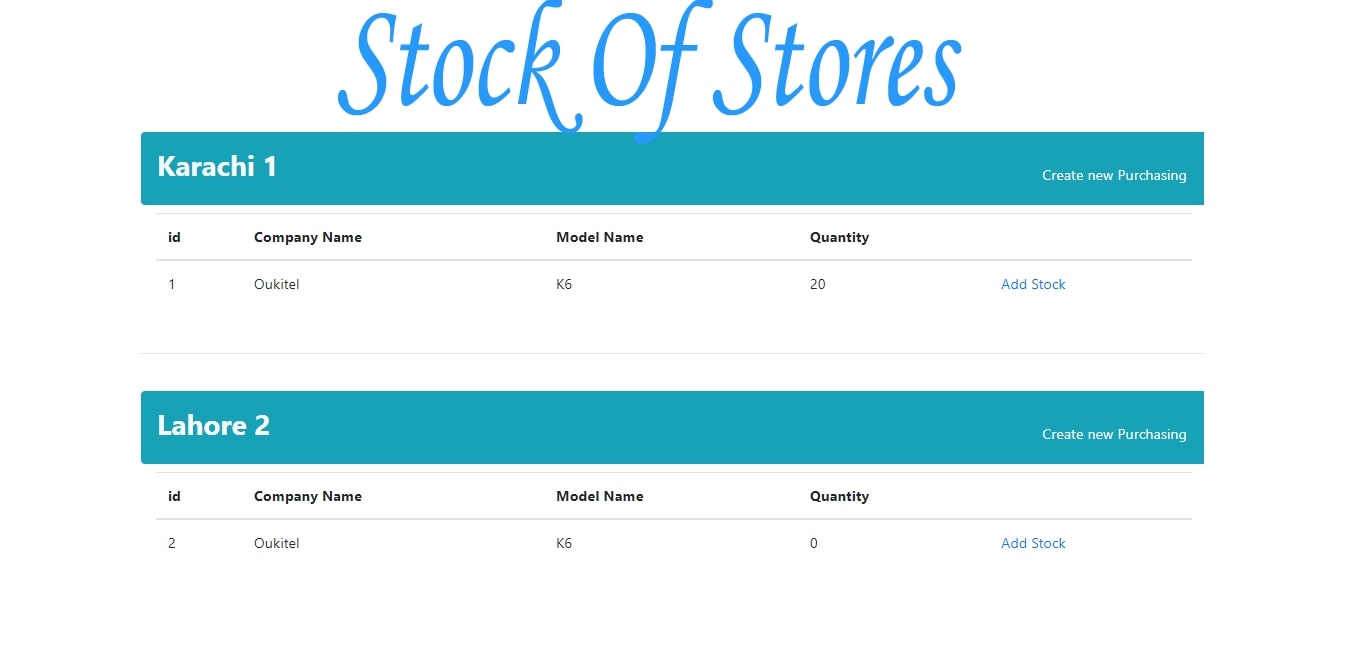 Stock Of Stores
Karachi 1
Create new Purchasing
id Company Name Model Name Quantity
1 Oukitel K6 20 Add Stock
Lahore 2
Create new Purchasing
id Company Name Model Name Quantity
2 Oukitel K6 0 Add Stock